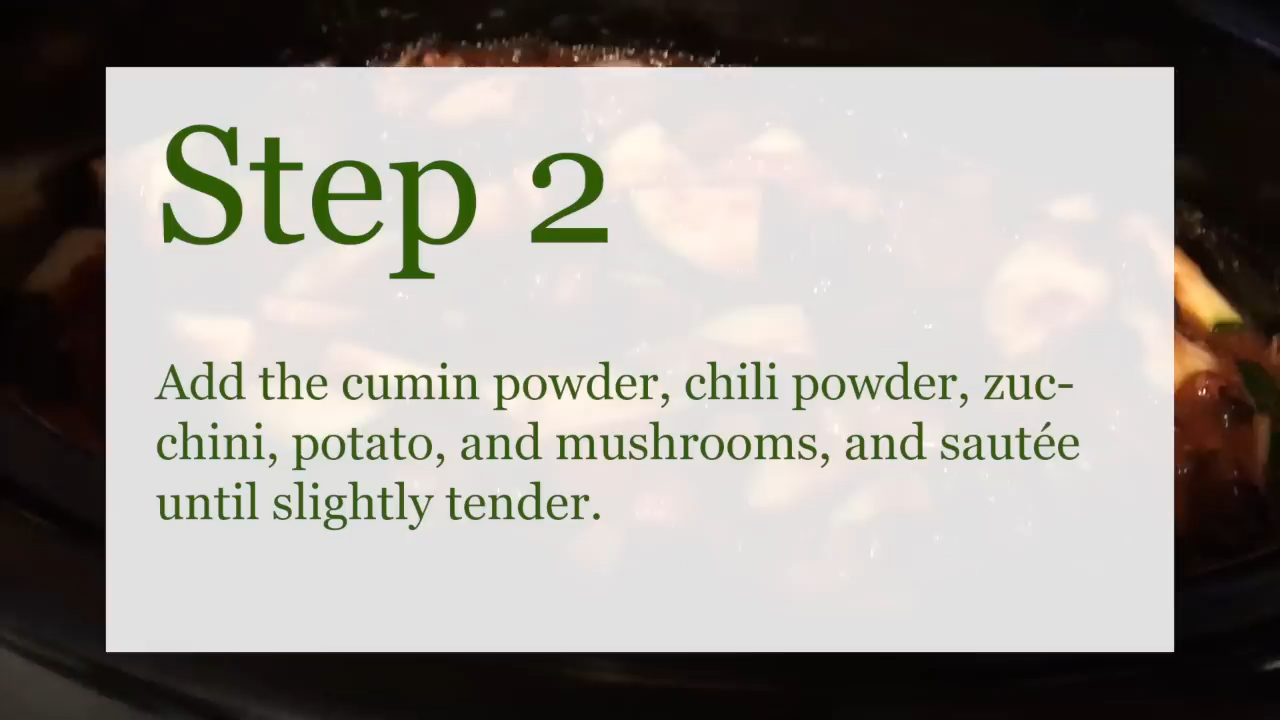 Step 2
Add the cumin powder, chili powder, zuc-
chini, potato, and mushrooms, and sautée
until slightly tender.